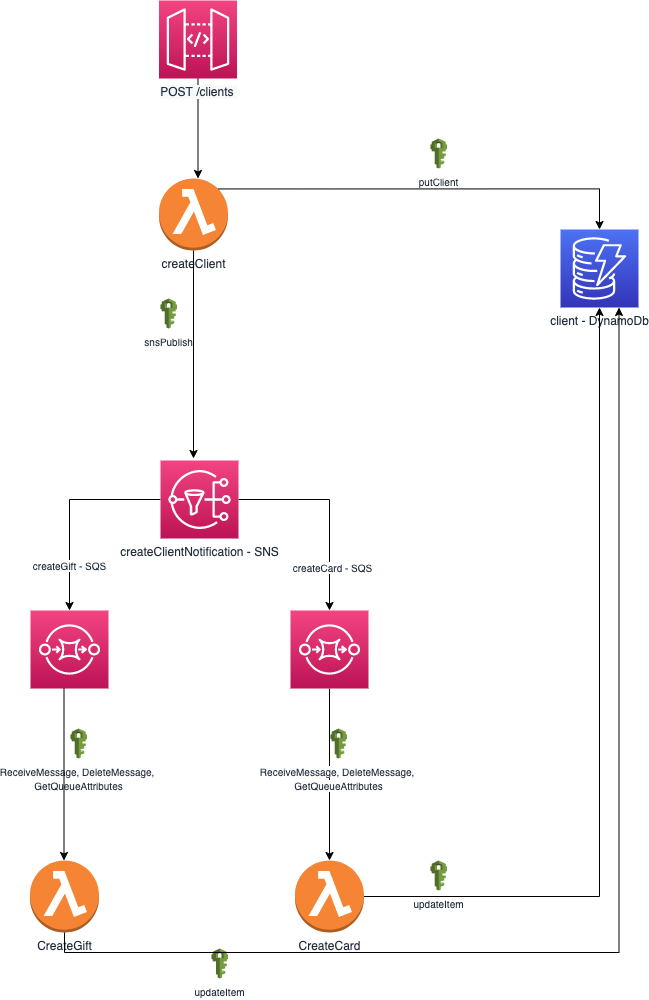 </>
POST /clients
putClient
createClient
client - DynamoDb
snsPublish
createClientNotification - SNS
createGift - SQS
createCard - SQS
ReceiveMessage, DeleteMessage,
GetQueueAttributes
ReceiveMessage, DeleteMessage,
GetQueueAttributes
updateItem
CreateGift
CreateCard
updateItem